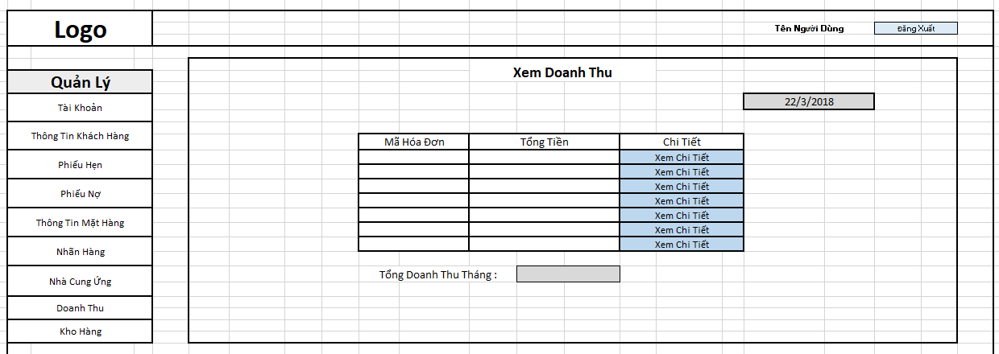 Logo
Tên Người Dùng
Đăng Xuất
Quản Lý
Tài Khoản
Thông Tin Khách Hàng
Phiếu Hẹn
Phiếu Nợ
Thông Tin Mặt Hàng
Nhãn Hàng
Nhà Cung Ứng
Doanh Thu
Kho Hàng
Xem Doanh Thu
22/3/2018
Mã Hóa Đơn Tổng Tiền Chi Tiết
Xem Chi Tiết
Xem Chi Tiết
Xem Chi Tiết
Xem Chi Tiết
Xem Chi Tiết
Xem Chi Tiết
Xem Chi Tiết
Tổng Doanh Thu Tháng :